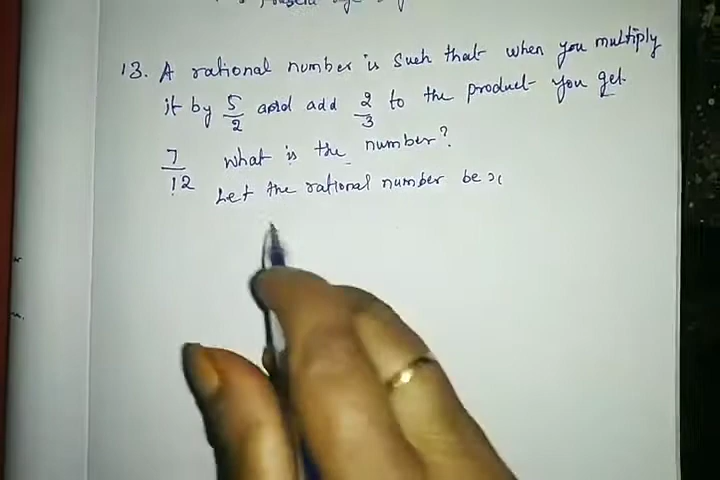 13. A rational number is such that when you multiply
it by 5/2 and add 2/3 to the product you get
7/12 what is the number?
Let the rational number be x